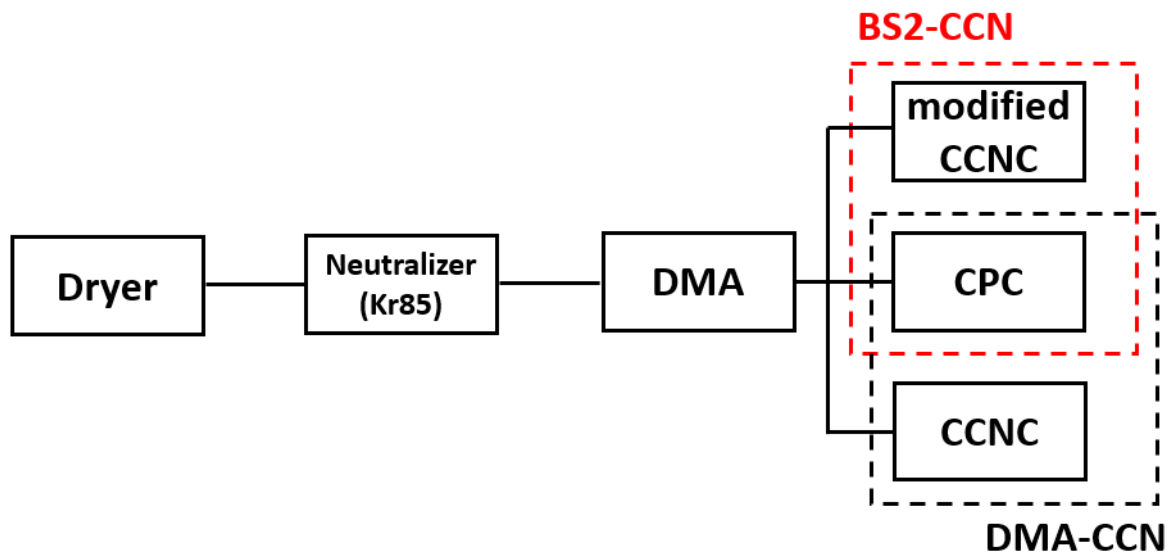 BS2-CCN
modified
CCNC
Dryer
Neutralizer
(Kr85)
DMA
CPC
CCNC
DMA-CCN